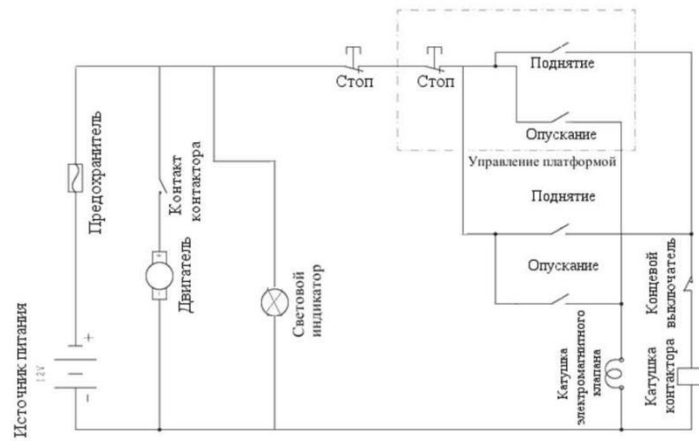 Стоп
Стоп
Поднятие
Опускание
Управление платформой
Поднятие
Опускание
Предохранитель
Контакт
контактора
Двигатель
Световой
индикатор
Источник питания
12V
+
−
+
-
Катушка
электромагнитного
клапана
Концевой
выключатель
Катушка
контактора